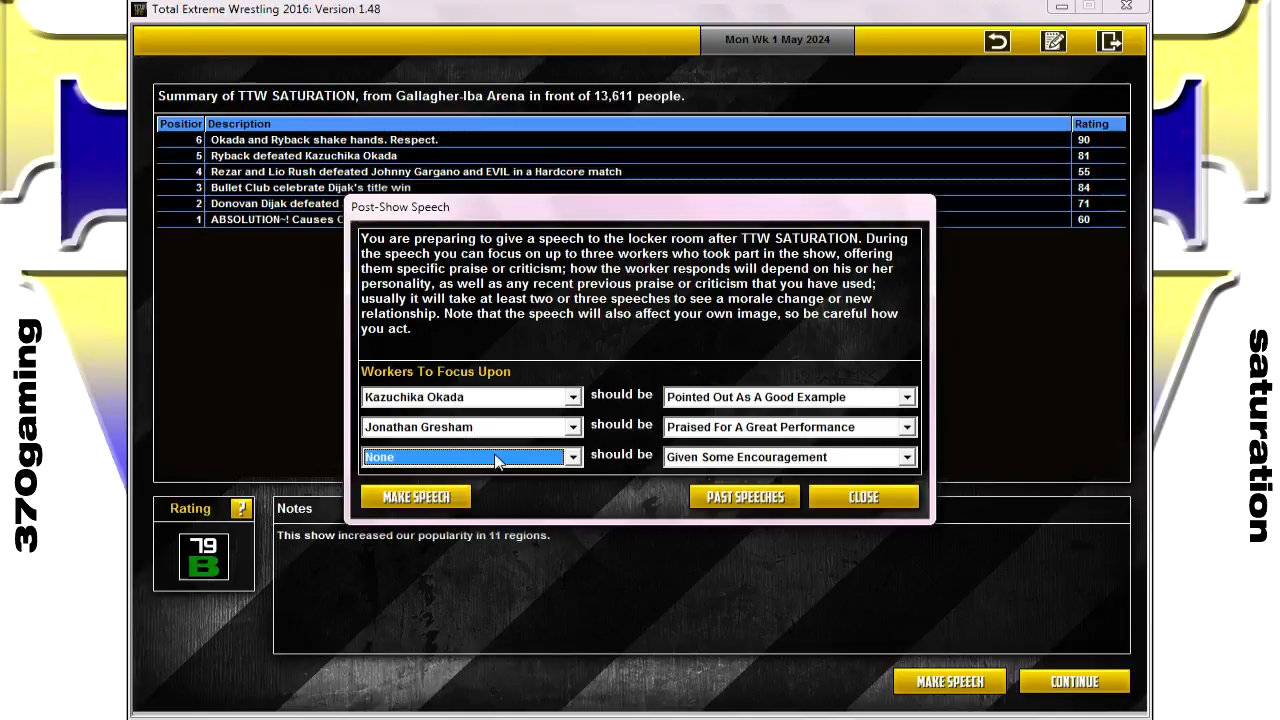 Total Extreme Wrestling 2016: Version 1.48
Mon Wk 1 May 2024
Summary of TTW SATURATION, from Gallagher-Iba Arena in front of 13,611 people.
Position Description Rating
6 Okada and Ryback shake hands. Respect. 90
5 Ryback defeated Kazuchika Okada 81
4 Rezar and Lio Rush defeated Johnny Gargano and EVIL in a Hardcore match 55
3 Bullet Club celebrate Dijak's title win 84
2 Donovan Dijak defeated 71
1 ABSOLUTION~! Causes C 60
Post-Show Speech
You are preparing to give a speech to the locker room after TTW SATURATION. During
the speech you can focus on up to three workers who took part in the show, offering
them specific praise or criticism; how the worker responds will depend on his or her
personality, as well as any recent previous praise or criticism that you have used;
usually it will take at least two or three speeches to see a morale change or new
relationship. Note that the speech will also affect your own image, so be careful how
you act.
Workers To Focus Upon
Kazuchika Okada should be Pointed Out As A Good Example
Jonathan Gresham should be Praised For A Great Performance
None should be Given Some Encouragement
MAKE SPEECH PAST SPEECHES CLOSE
Rating ? Notes
79
B
This show increased our popularity in 11 regions.
MAKE SPEECH CONTINUE
370gaming
saturation